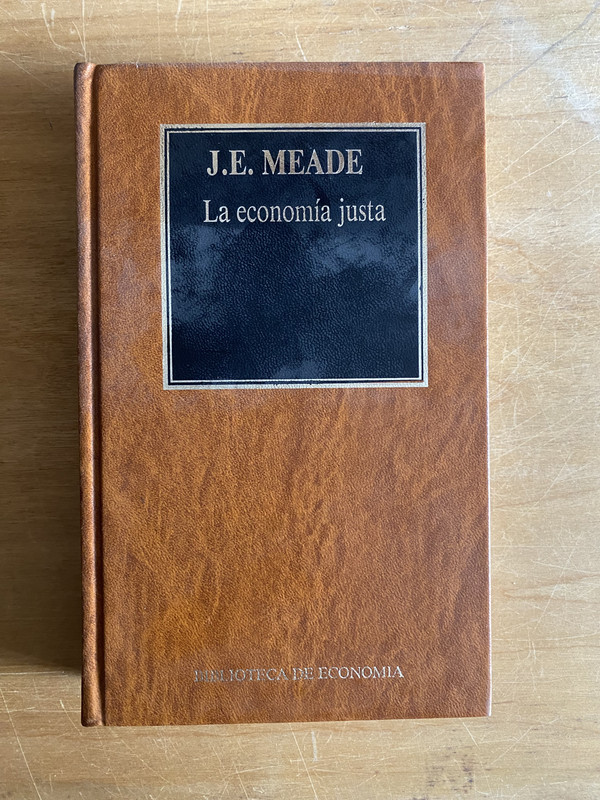 J.E. MEADE
La economía justa
BIBLIOTECA DE ECONOMIA